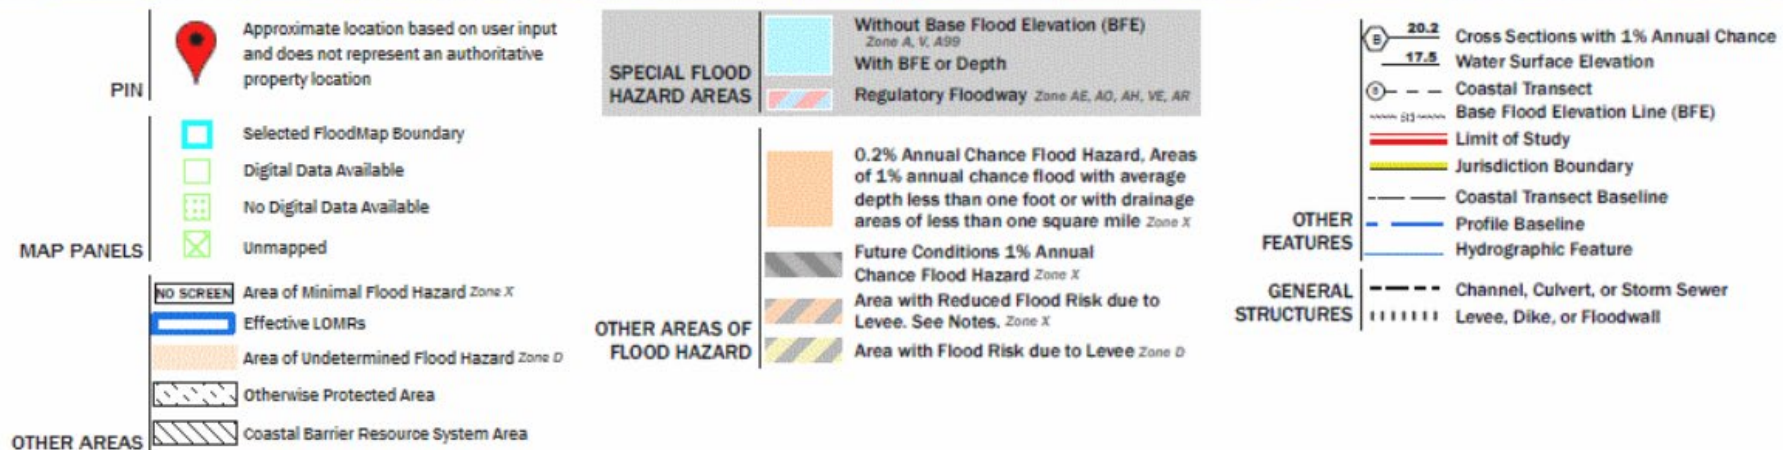 Approximate location based on user input
and does not represent an authoritative
property location
PIN
Selected FloodMap Boundary
Digital Data Available
No Digital Data Available
Unmapped
MAP PANELS
NO SCREEN Area of Minimal Flood Hazard Zone X
Effective LOMRs
Area of Undetermined Flood Hazard Zone D
Otherwise Protected Area
Coastal Barrier Resource System Area
OTHER AREAS
Without Base Flood Elevation (BFE)
Zone A, V, A99
With BFE or Depth
Regulatory Floodway Zone AE, AO, AH, VE, AR
SPECIAL FLOOD
HAZARD AREAS
0.2% Annual Chance Flood Hazard, Areas
of 1% annual chance flood with average
depth less than one foot or with drainage
areas of less than one square mile Zone X
Future Conditions 1% Annual
Chance Flood Hazard Zone X
Area with Reduced Flood Risk due to
Levee. See Notes. Zone X
Area with Flood Risk due to Levee Zone D
OTHER AREAS OF
FLOOD HAZARD
B 20.2 Cross Sections with 1% Annual Chance
17.5 Water Surface Elevation
Coastal Transect
513 Base Flood Elevation Line (BFE)
Limit of Study
Jurisdiction Boundary
Coastal Transect Baseline
Profile Baseline
Hydrographic Feature
OTHER
FEATURES
Channel, Culvert, or Storm Sewer
Levee, Dike, or Floodwall
GENERAL
STRUCTURES